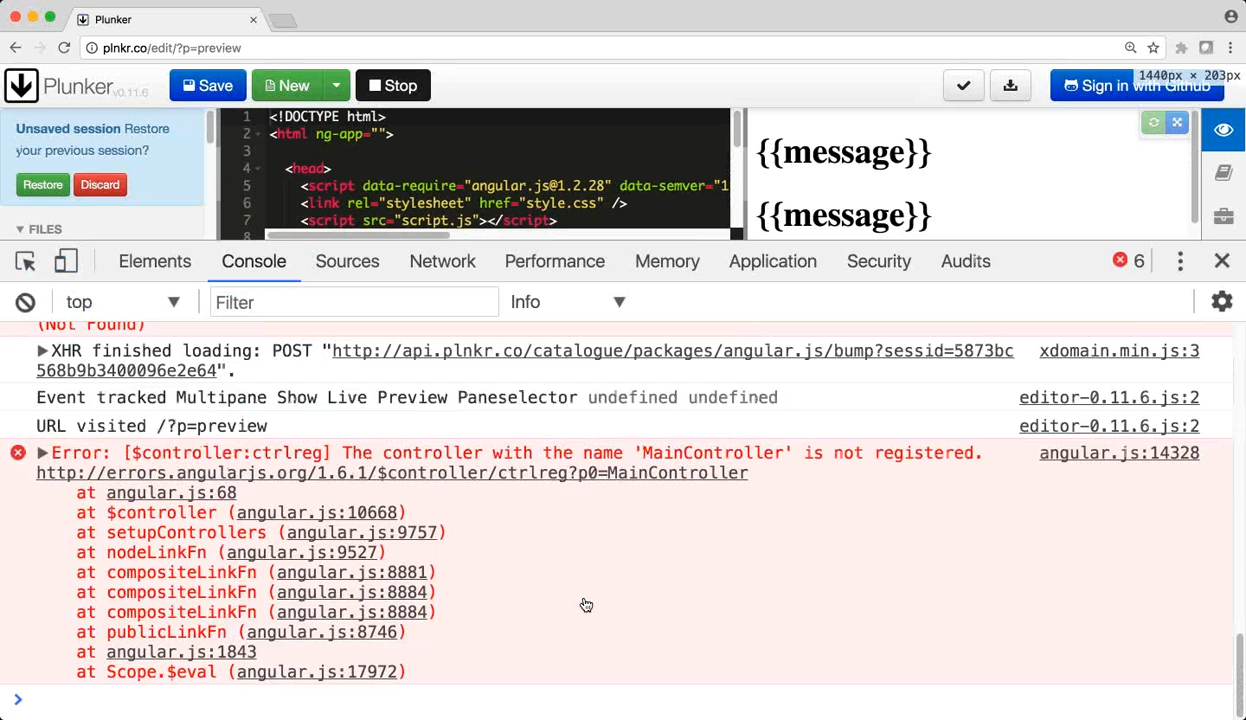 Plunker
plnkr.co/edit/?p=preview
Plunker v0.11.6
Save
New
Stop
Sign in with Github
1440px × 203px
Unsaved session Restore
your previous session?
Restore
Discard
FILES
1 <!DOCTYPE html>
2 <html ng-app="">
3
4 <head>
5 <script data-require="angular.js@1.2.28" data-semver="1
6 <link rel="stylesheet" href="style.css" />
7 <script src="script.js"></script>
8
{{message}}
{{message}}
Elements Console Sources Network Performance Memory Application Security Audits 6
top Filter Info
(Not Found)
XHR finished loading: POST "http://api.plnkr.co/catalogue/packages/angular.js/bump?sessid=5873bc xdomain.min.js:3
568b9b3400096e2e64".
Event tracked Multipane Show Live Preview Paneselector undefined undefined editor-0.11.6.js:2
URL visited /?p=preview editor-0.11.6.js:2
Error: [$controller:ctrlreg] The controller with the name 'MainController' is not registered. angular.js:14328
http://errors.angularjs.org/1.6.1/$controller/ctrlreg?p0=MainController
at angular.js:68
at $controller (angular.js:10668)
at setupControllers (angular.js:9757)
at nodeLinkFn (angular.js:9527)
at compositeLinkFn (angular.js:8881)
at compositeLinkFn (angular.js:8884)
at compositeLinkFn (angular.js:8884)
at publicLinkFn (angular.js:8746)
at angular.js:1843
at Scope.$eval (angular.js:17972)